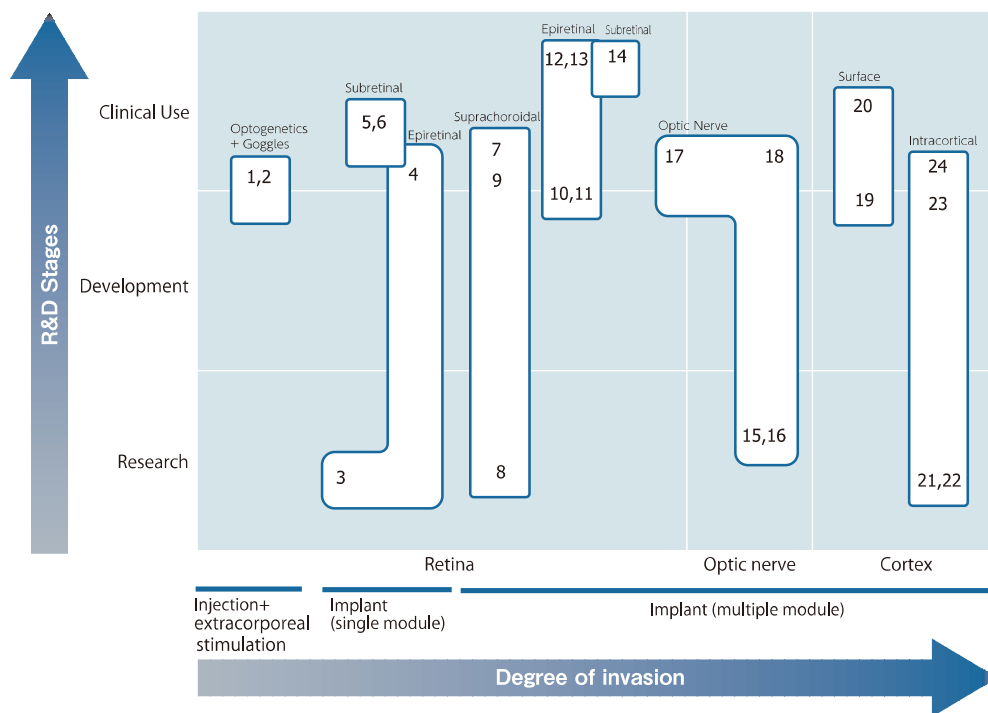 R&D Stages
Clinical Use
Development
Research
Optogenetics
+ Goggles
1,2
Subretinal
5,6
Epiretinal
4
3
Suprachoroidal
7
9
8
Epiretinal
12,13
10,11
Subretinal
14
Optic Nerve
17
18
15,16
Surface
20
19
Intracortical
24
23
21,22
Retina
Optic nerve
Cortex
Injection+
extracorporeal
stimulation
Implant
(single module)
Implant (multiple module)
Degree of invasion